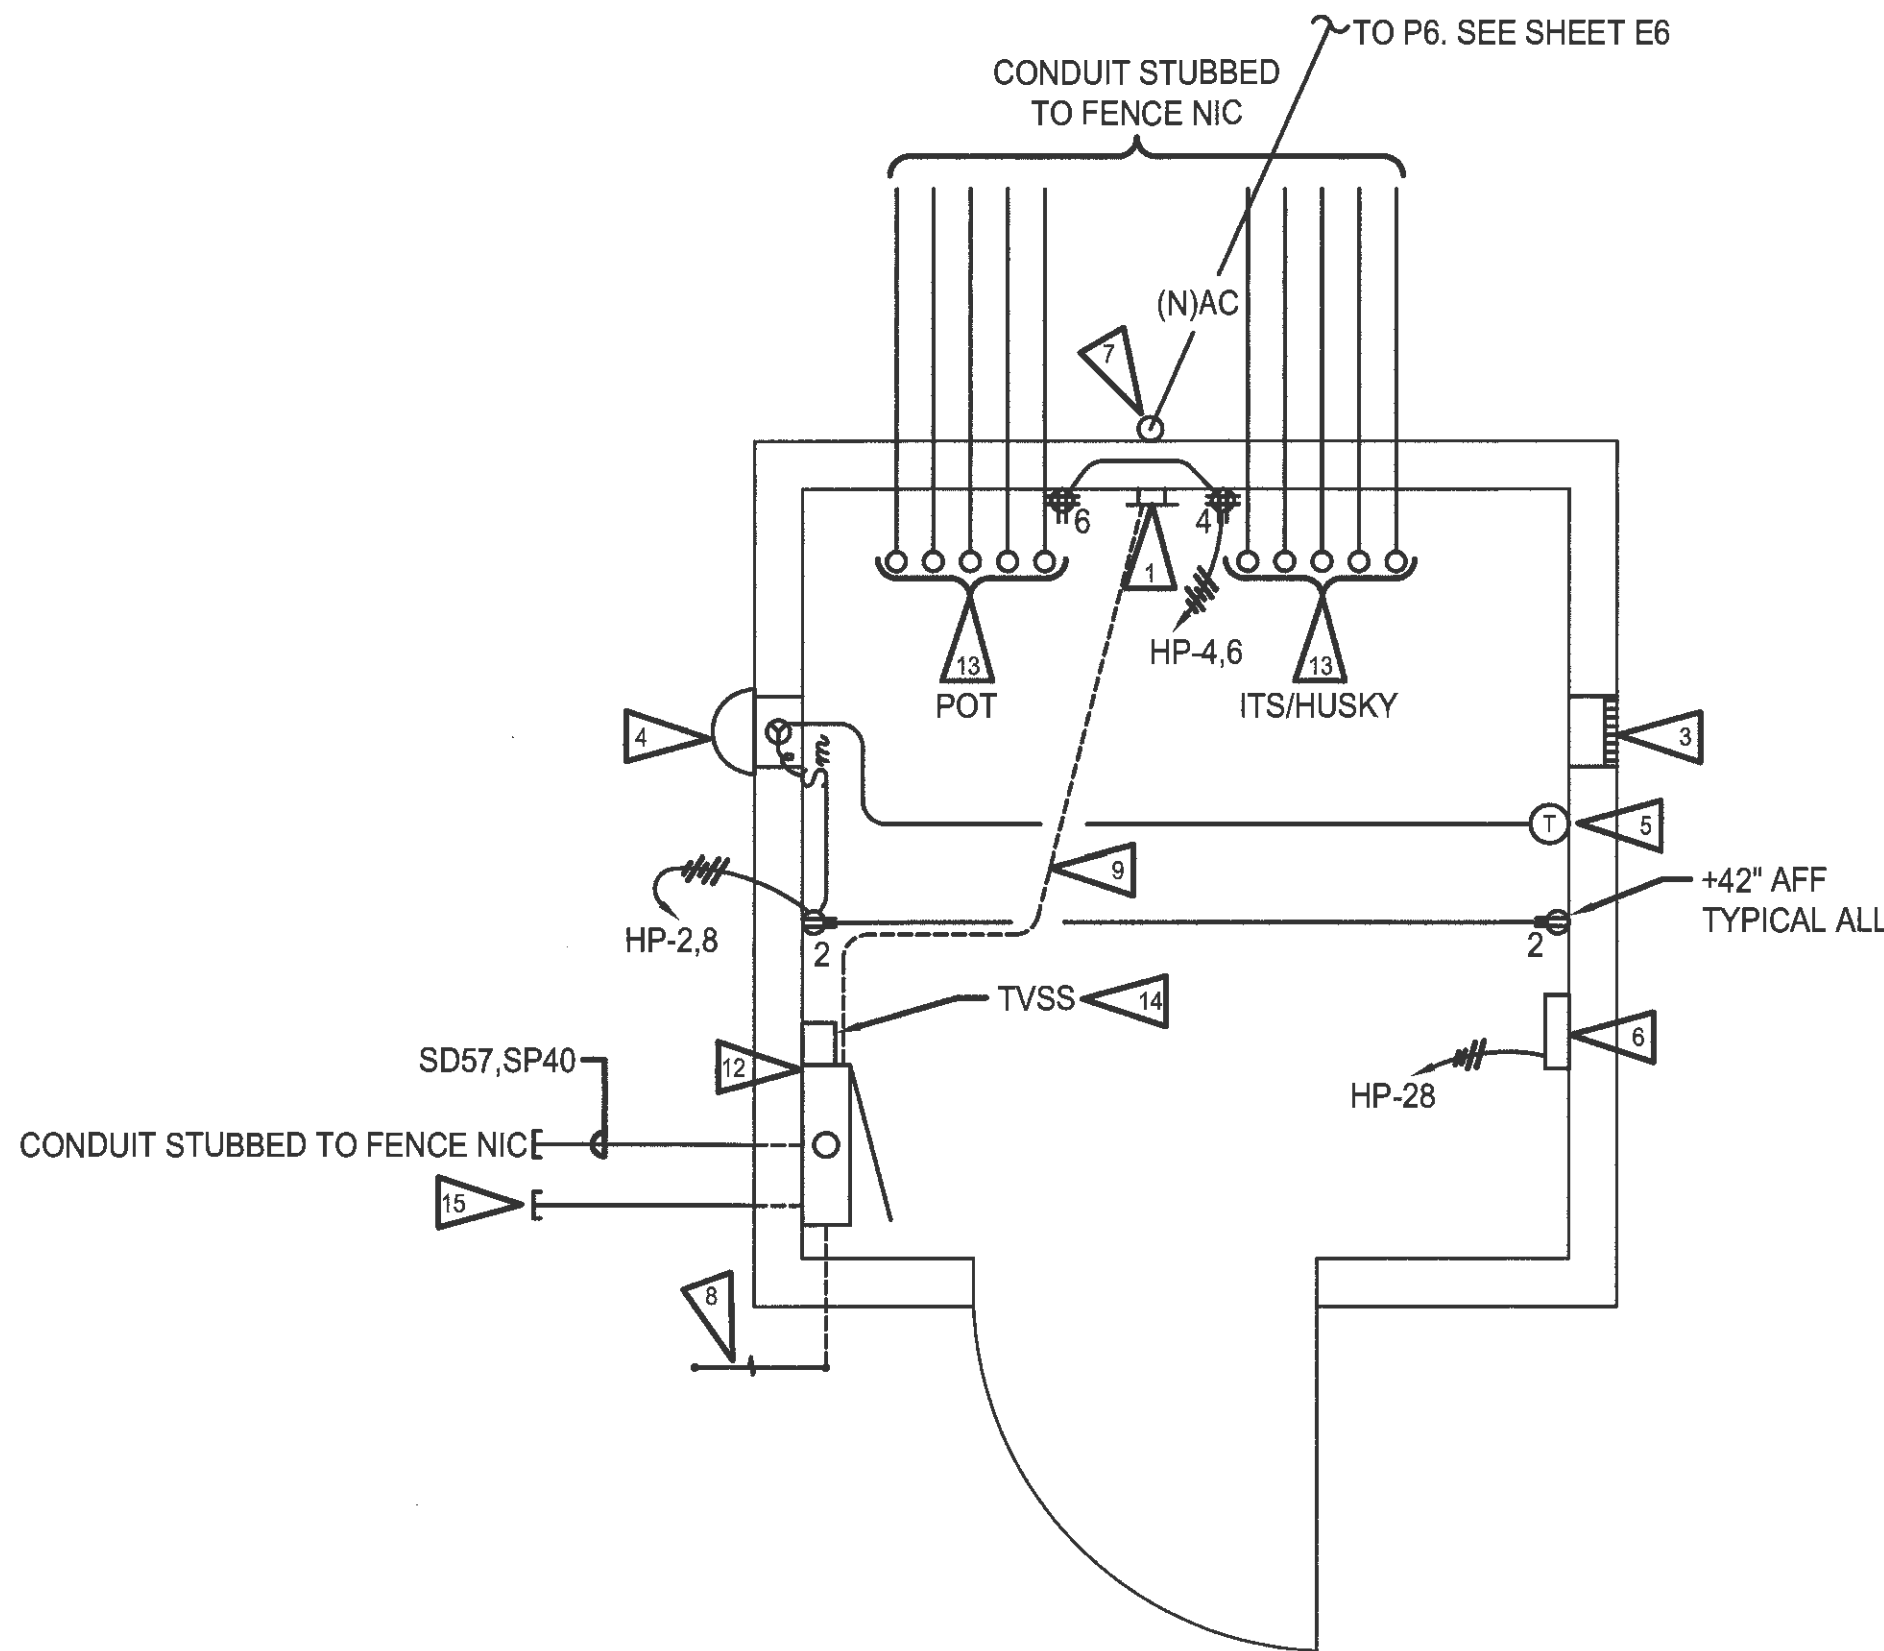 TO P6. SEE SHEET E6
CONDUIT STUBBED
TO FENCE NIC
(N)AC
7
6
4
1
HP-4,6
13
POT
13
ITS/HUSKY
4
Sm
3
T
5
9
+42" AFF
TYPICAL ALL
HP-2,8
2
2
TVSS
14
SD57,SP40
12
6
HP-28
CONDUIT STUBBED TO FENCE NIC
15
8